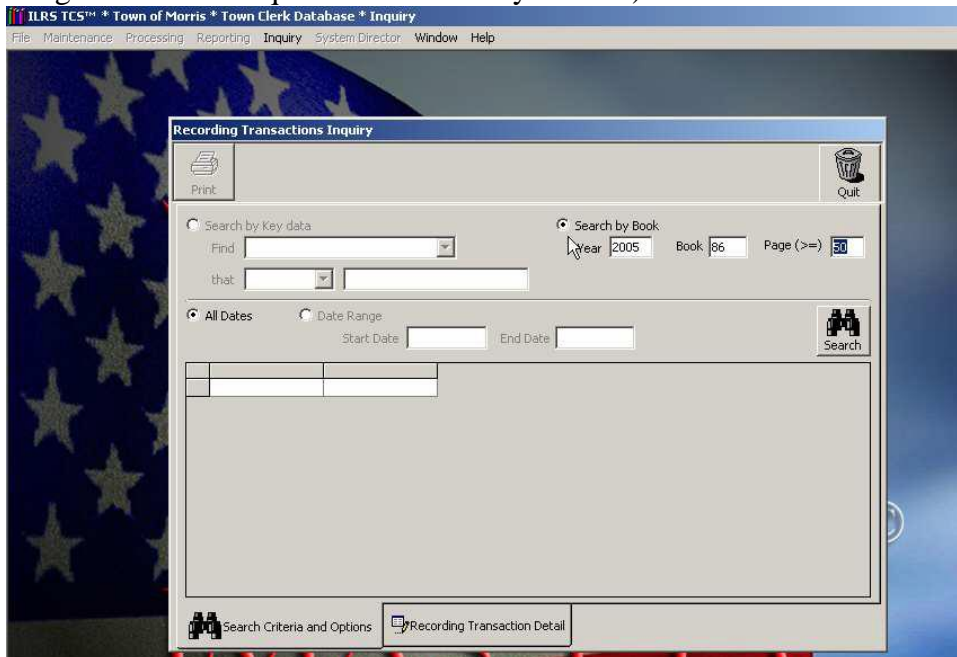 ILRS TCS™ * Town of Morris * Town Clerk Database * Inquiry
File Maintenance Processing Reporting Inquiry System Director Window Help
Recording Transactions Inquiry
Print
Quit
Search by Key data
Search by Book
Find
Year 2005 Book 86 Page (>=) 50
that
All Dates Date Range
Start Date End Date
Search
Search Criteria and Options Recording Transaction Detail